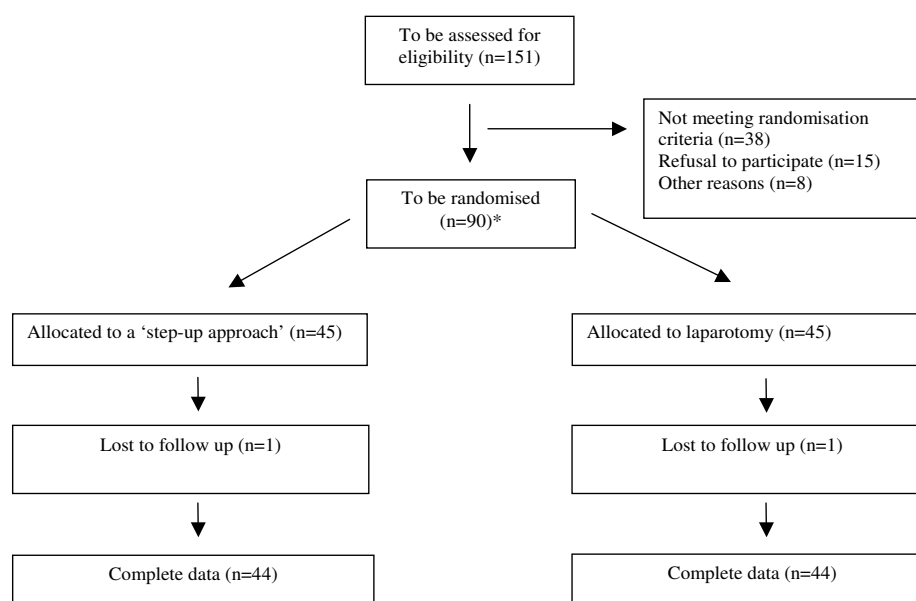 To be assessed for
eligibility (n=151)
Not meeting randomisation
criteria (n=38)
Refusal to participate (n=15)
Other reasons (n=8)
To be randomised
(n=90)*
Allocated to a ‘step-up approach’ (n=45)
Allocated to laparotomy (n=45)
Lost to follow up (n=1)
Lost to follow up (n=1)
Complete data (n=44)
Complete data (n=44)